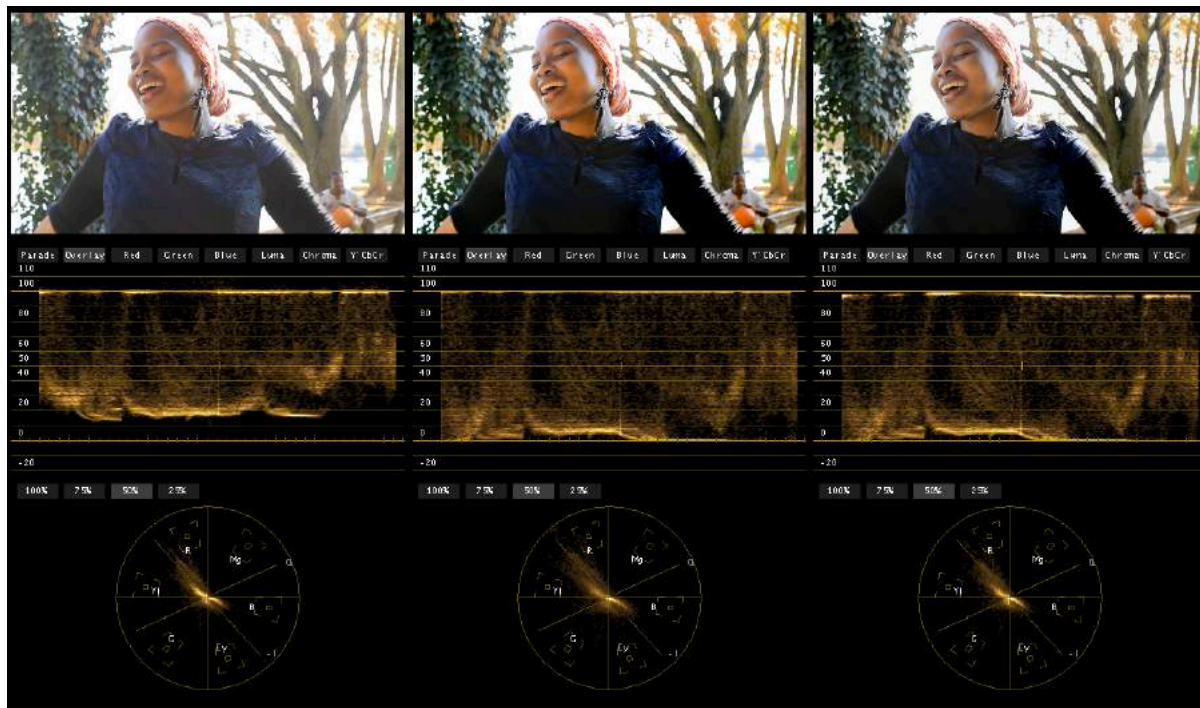 Parade Overlay Red Green Blue Luma Chroma Y'CbCr
110
100
80
60
50
40
20
0
-20
100% 75% 50% 25%
R
Mg
Q
Yl
B
G
Cy
-I
Parade Overlay Red Green Blue Luma Chroma Y'CbCr
110
100
80
60
50
40
20
0
-20
100% 75% 50% 25%
R
Mg
Q
Yl
B
G
Cy
-I
Parade Overlay Red Green Blue Luma Chroma Y'CbCr
110
100
80
60
50
40
20
0
-20
100% 75% 50% 25%
R
Mg
Q
Yl
B
G
Cy
-I